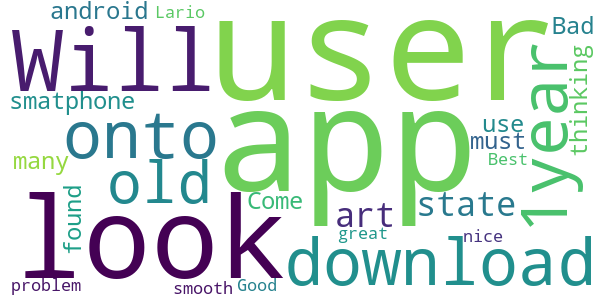 android Lario
Will user Bad
smatphone
onto use thinking
many must
1year
app
Best
old state
found Come art
look great nice
download
problem smooth Good